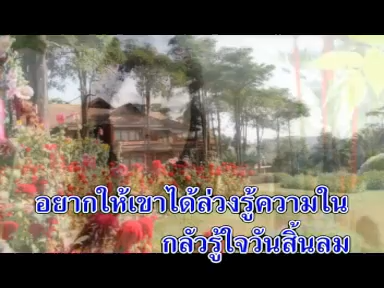 อยากให้เขาได้ล่วงรู้ความใน
กลัวรู้ใจวันสิ้นลม